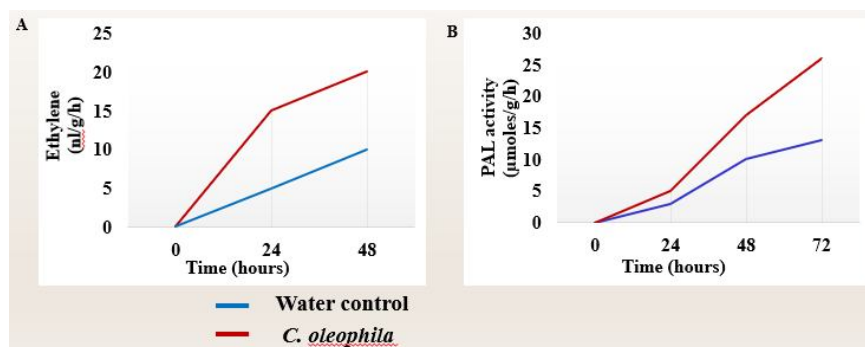 A
25
20
15
10
5
0
Ethylene
(nl/g/h)
0 24 48
Time (hours)
B
30
25
20
15
10
5
0
PAL activity
(µmoles/g/h)
0 24 48 72
Time (hours)
Water control
C. oleophila